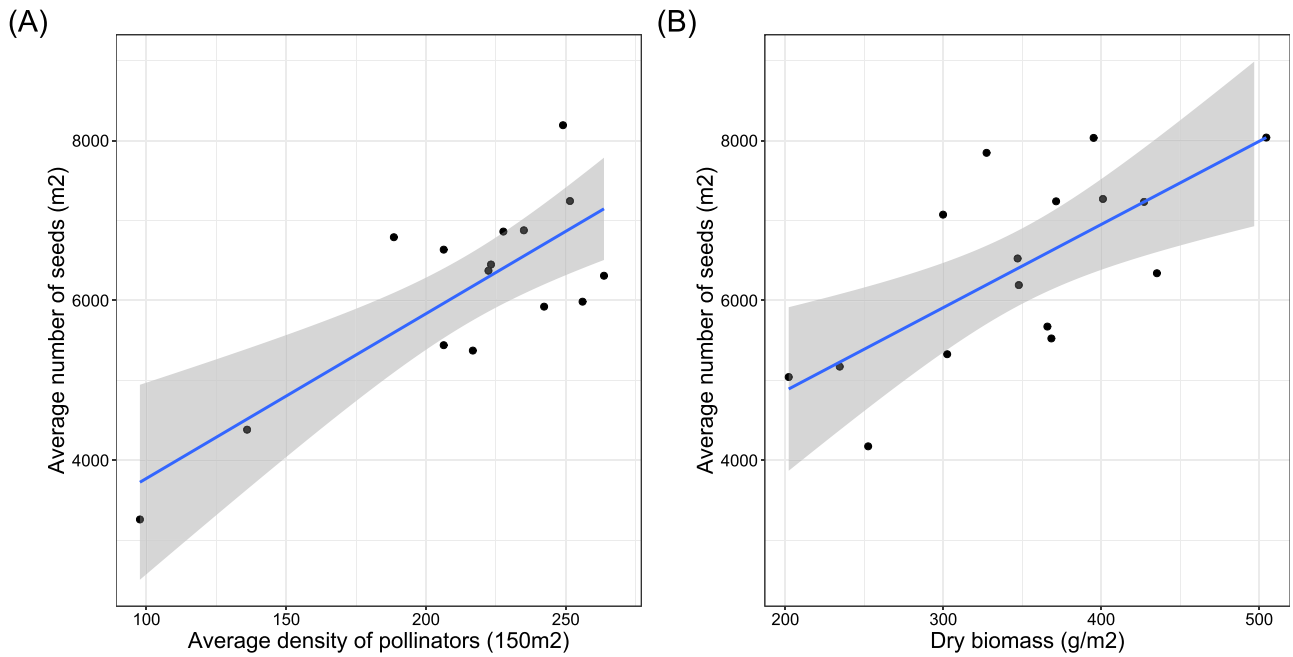 (A)
(B)
Average number of seeds (m2)
8000
6000
4000
100 150 200 250
Average density of pollinators (150m2)
Average number of seeds (m2)
8000
6000
4000
200 300 400 500
Dry biomass (g/m2)